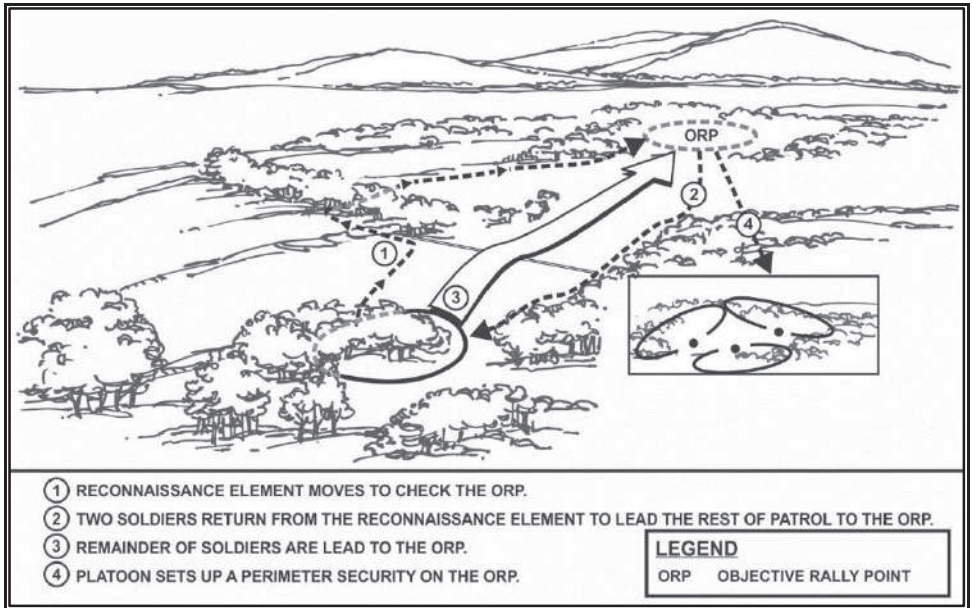 ORP
2
4
1
3
1 RECONNAISSANCE ELEMENT MOVES TO CHECK THE ORP.
2 TWO SOLDIERS RETURN FROM THE RECONNAISSANCE ELEMENT TO LEAD THE REST OF PATROL TO THE ORP.
3 REMAINDER OF SOLDIERS ARE LEAD TO THE ORP.
4 PLATOON SETS UP A PERIMETER SECURITY ON THE ORP.
LEGEND
ORP OBJECTIVE RALLY POINT